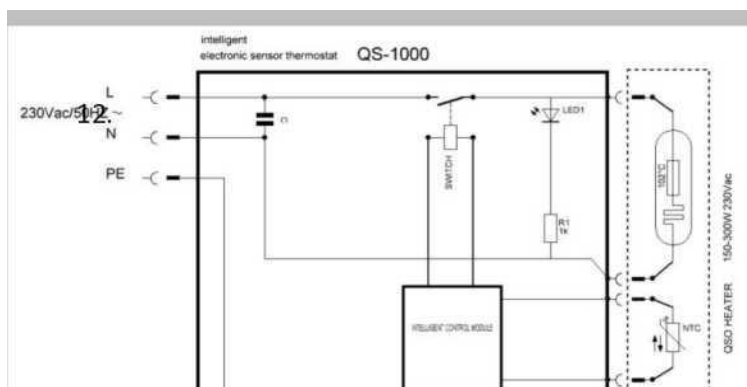 intelligent
electronic sensor thermostat QS-1000
L
230Vac/50HZ ~
12.
N
PE
LED1
SWITCH
R1
1k
102°C
150-300W 230Vac
QSO HEATER
NTC
INTELLIGENT CONTROL MODULE